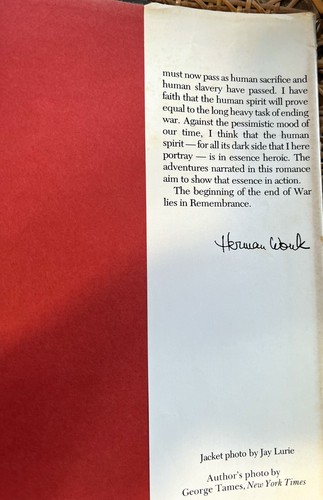 must now pass as human sacrifice and
human slavery have passed. I have
faith that the human spirit will prove
equal to the long heavy task of ending
war. Against the pessimistic mood of
our time, I think that the human
spirit — for all its dark side that I here
portray — is in essence heroic. The
adventures narrated in this romance
aim to show that essence in action.
The beginning of the end of War
lies in Remembrance.
Herman Wouk
Jacket photo by Jay Lurie
Author's photo by
George Tames, New York Times